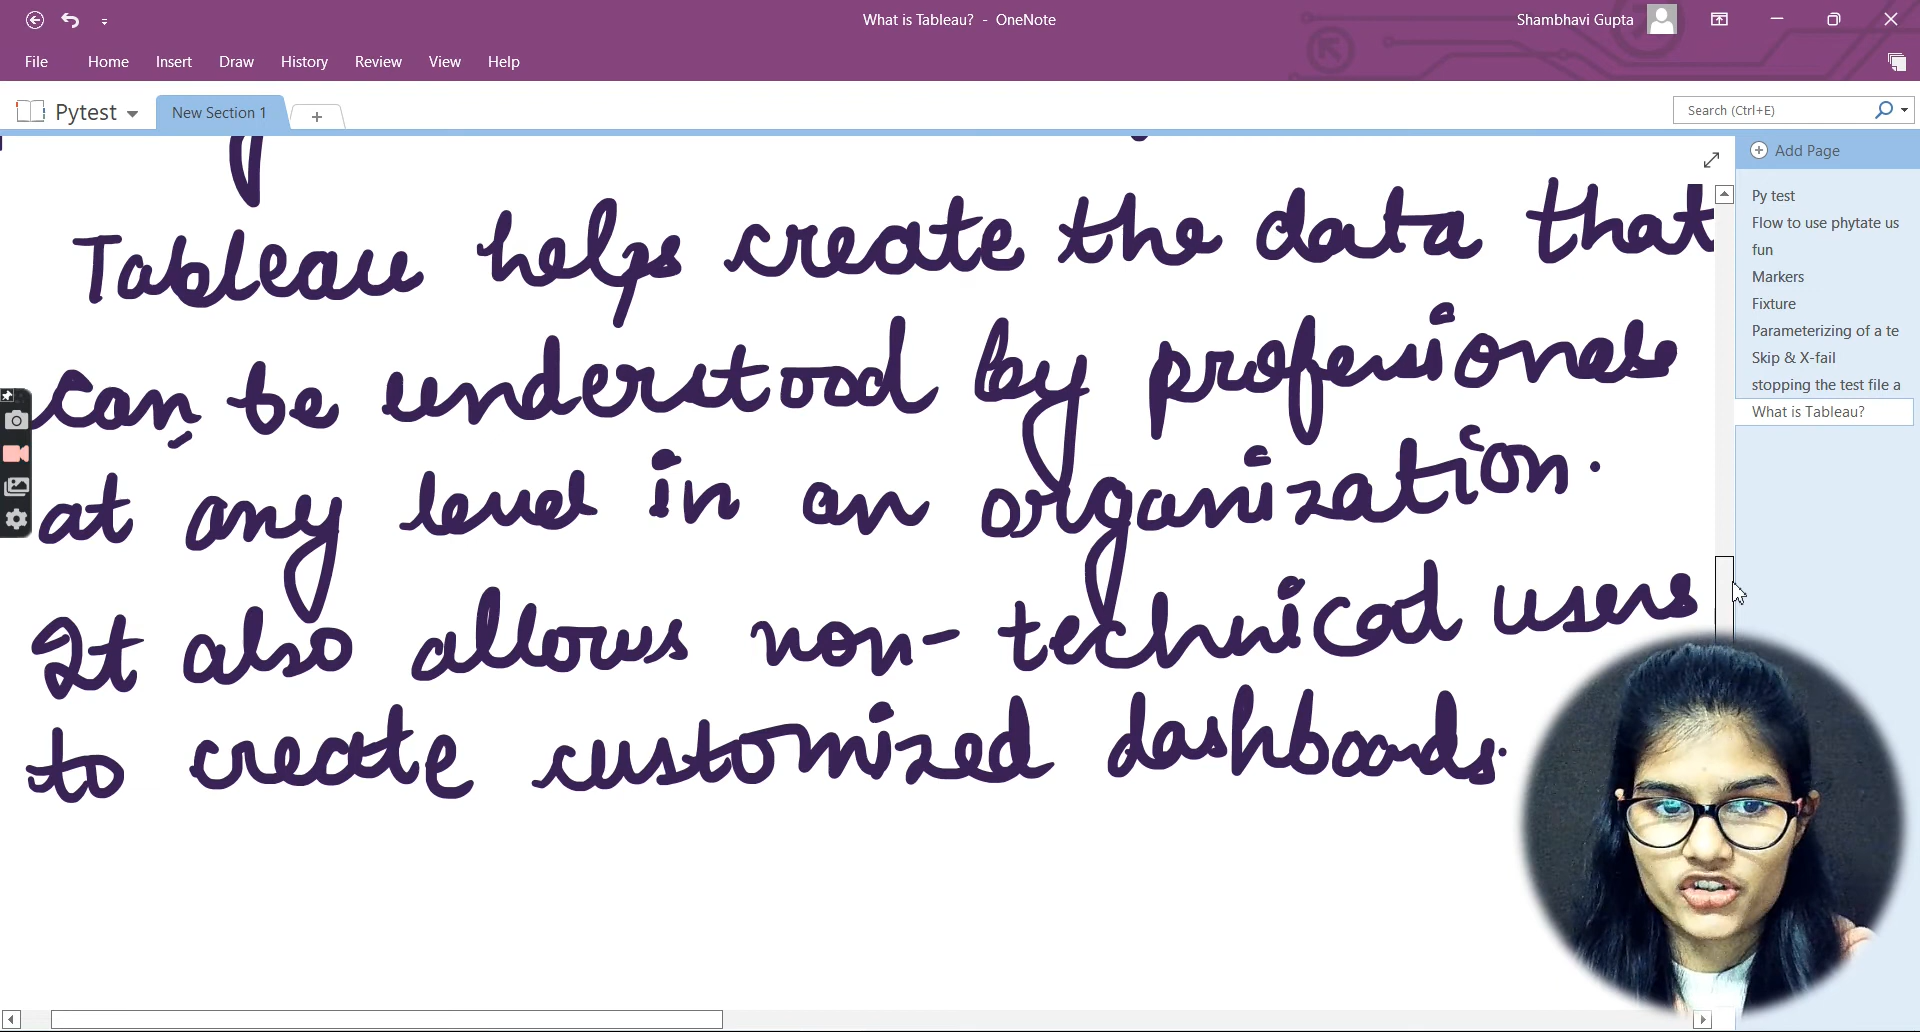 What is Tableau? - OneNote
Shambhavi Gupta
File Home Insert Draw History Review View Help
Pytest
New Section 1
+
Search (Ctrl+E)
Add Page
Py test
Flow to use phytate us
fun
Markers
Fixture
Parameterizing of a te
Skip & X-fail
stopping the test file a
What is Tableau?
Tableau helps create the data that
can be understood by professionals
at any level in an organization.
It also allows non-technical users
to create customized dashboards.